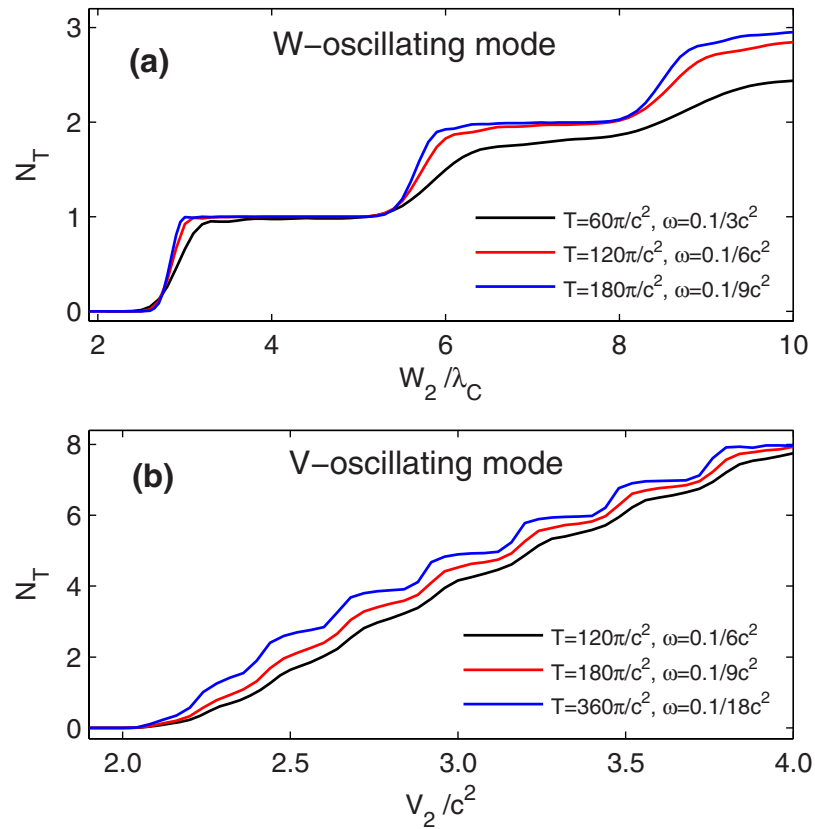 (a)
W-oscillating mode
N_T
3
2
1
0
T=60π/c², ω=0.1/3c²
T=120π/c², ω=0.1/6c²
T=180π/c², ω=0.1/9c²
2 4 6 8 10
W₂/λ_C
(b)
V-oscillating mode
N_T
8
6
4
2
0
T=120π/c², ω=0.1/6c²
T=180π/c², ω=0.1/9c²
T=360π/c², ω=0.1/18c²
2.0 2.5 3.0 3.5 4.0
V₂/c²